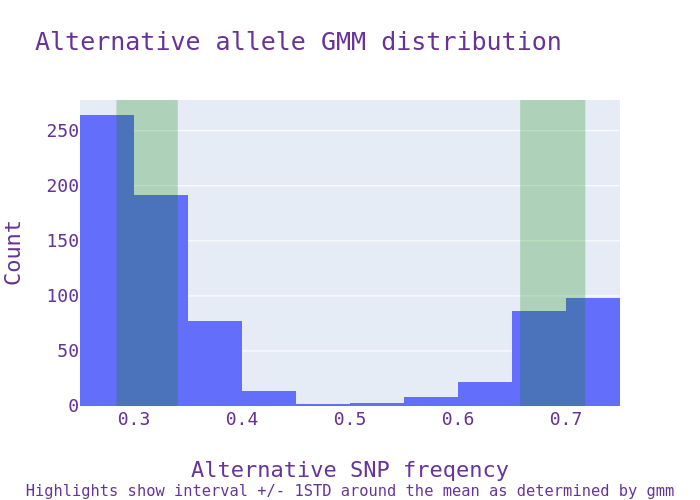 Alternative allele GMM distribution
250
200
150
100
50
0
Count
0.3 0.4 0.5 0.6 0.7
Alternative SNP freqency
Highlights show interval +/- 1STD around the mean as determined by gmm